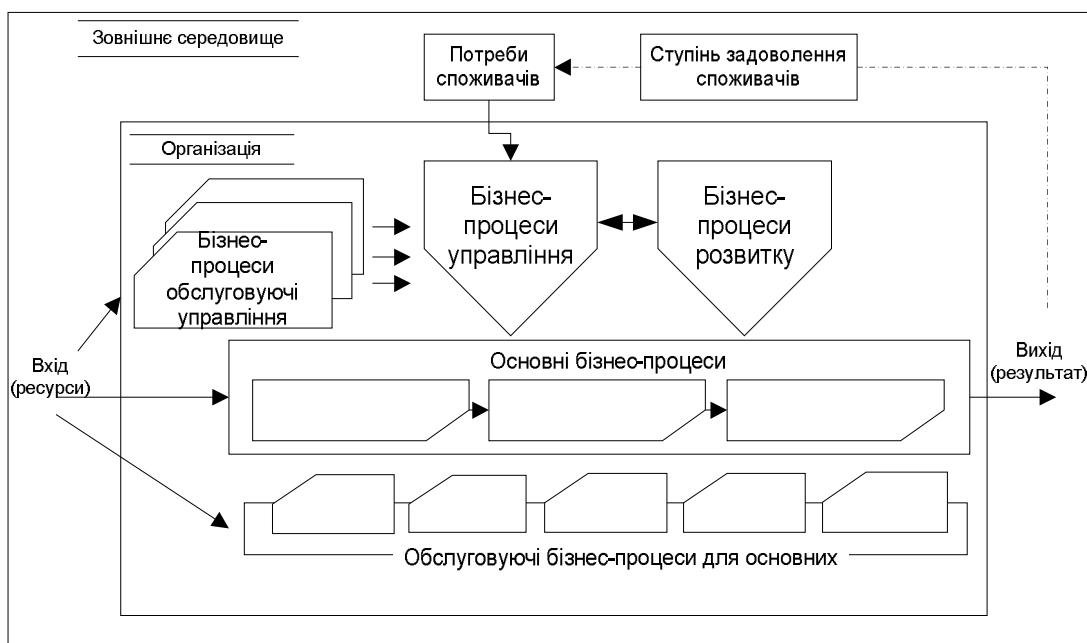 Зовнішнє середовище
Потреби
споживачів
Ступінь задоволення
споживачів
Організація
Бізнес-
процеси
управління
Бізнес-
процеси
розвитку
Бізнес-
процеси
обслуговуючі
управління
Вхід
(ресурси)
Основні бізнес-процеси
Вихід
(результат)
Обслуговуючі бізнес-процеси для основних